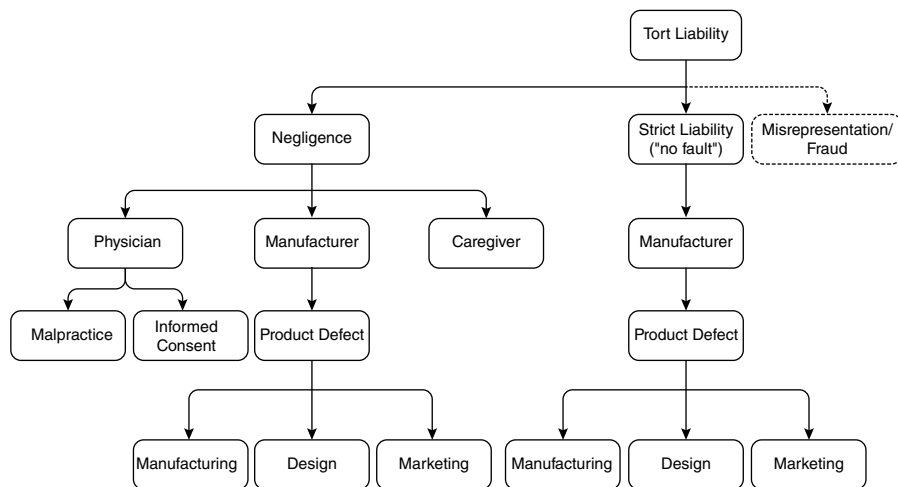 Tort Liability
Negligence
Strict Liability
("no fault")
Misrepresentation/
Fraud
Physician
Manufacturer
Caregiver
Manufacturer
Malpractice
Informed
Consent
Product Defect
Product Defect
Manufacturing
Design
Marketing
Manufacturing
Design
Marketing